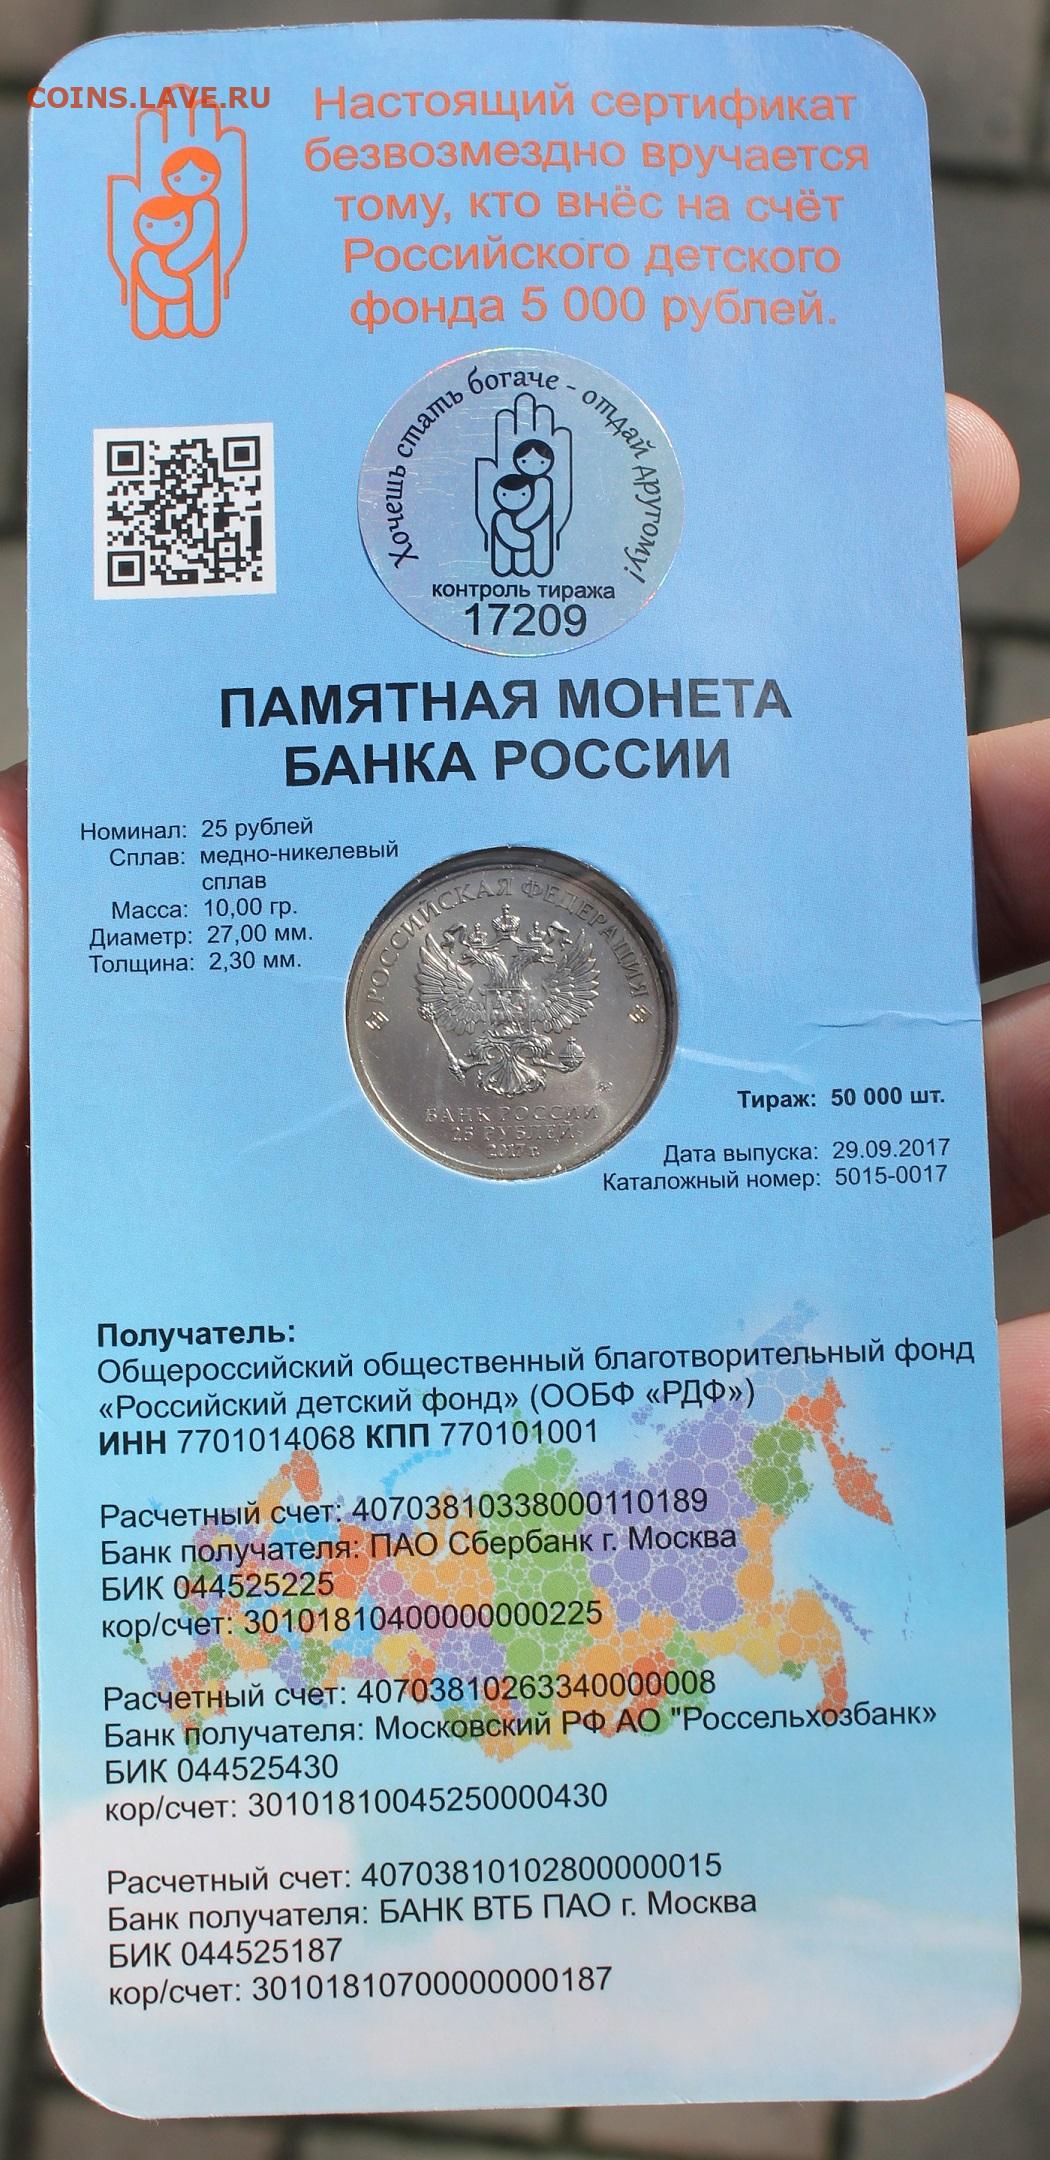 COINS.LAVE.RU
Настоящий сертификат
безвозмездно вручается
тому, кто внёс на счёт
Российского детского
фонда 5 000 рублей.
Хочешь стать богаче - отдай другому!
контроль тиража
17209
ПАМЯТНАЯ МОНЕТА
БАНКА РОССИИ
Номинал: 25 рублей
Сплав: медно-никелевый
сплав
Масса: 10,00 гр.
Диаметр: 27,00 мм.
Толщина: 2,30 мм.
РОССИЙСКАЯ ФЕДЕРАЦИЯ
БАНК РОССИИ
25 РУБЛЕЙ
2017 г.
Тираж: 50 000 шт.
Дата выпуска: 29.09.2017
Каталожный номер: 5015-0017
Получатель:
Общероссийский общественный благотворительный фонд
«Российский детский фонд» (ООБФ «РДФ»)
ИНН 7701014068 КПП 770101001
Расчетный счет: 40703810338000110189
Банк получателя: ПАО Сбербанк г. Москва
БИК 044525225
кор/счет: 30101810400000000225
Расчетный счет: 40703810263340000008
Банк получателя: Московский РФ АО "Россельхозбанк»
БИК 044525430
кор/счет: 30101810045250000430
Расчетный счет: 40703810102800000015
Банк получателя: БАНК ВТБ ПАО г. Москва
БИК 044525187
кор/счет: 30101810700000000187